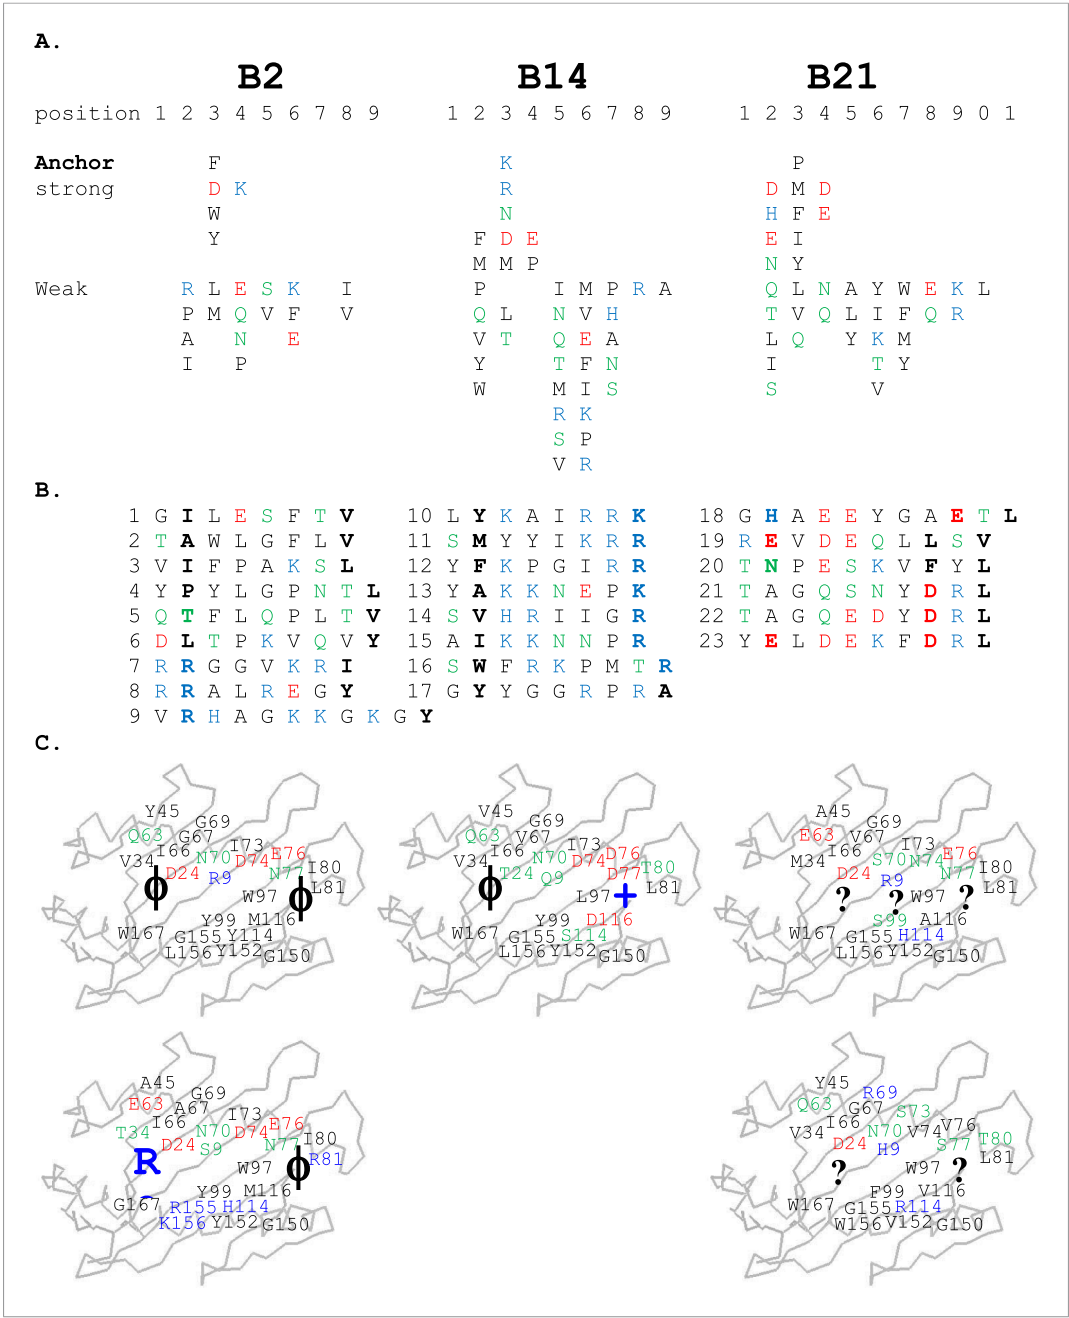 A.
B2 B14 B21
position 1 2 3 4 5 6 7 8 9 1 2 3 4 5 6 7 8 9 1 2 3 4 5 6 7 8 9 0 1
Anchor F K P
strong D K R D M D
W N H F E
Y F D E E I
M M P N Y
Weak R L E S K I P I M P R A Q L N A Y W E K L
P M Q V F V Q L N V H T V Q L I F Q R
A N E V T Q E A L Q Y K M
I P Y T F N I T Y
W M I S S V
R K
S P
V R
B.
1 G I L E S F T V 10 L Y K A I R R K 18 G H A E E Y G A E T L
2 T A W L G F L V 11 S M Y Y I K R R 19 R E V D E Q L L S V
3 V I F P A K S L 12 Y F K P G I R R 20 T N P E S K V F Y L
4 Y P Y L G P N T L 13 Y A K K N E P K 21 T A G Q S N Y D R L
5 Q T F L Q P L T V 14 S V H R I I G R 22 T A G Q E D Y D R L
6 D L T P K V Q V Y 15 A I K K N N P R 23 Y E L D E K F D R L
7 R R G G V K R I 16 S W F R K P M T R
8 R R A L R E G Y 17 G Y Y G G R P R A
9 V R H A G K K G K G Y
C.
Y45 G69 V45 G69 A45 G69
Q63 G67 I73 Q63 V67 I73 E63 V67 I73
V34 I66 N70 D74 E76 I80 V34 I66 N70 D74 D76 T80 M34 I66 S70 N74 E76 I80
D24 R9 N77 L81 T24 Q9 D77 L81 D24 R9 N77 L81
ϕ W97 ϕ ϕ L97 + ? ? W97 ?
Y99 M116 Y99 D116 S99 A116
W167 G155 Y114 W167 G155 S114 W167 G155 H114
L156 Y152 G150 L156 Y152 G150 L156 Y152 G150
A45 G69 Y45 R69
E63 A67 I73 Q63 G67 S73
T34 I66 N70 D74 E76 I80 V34 I66 N70 V74 V76 T80
D24 S9 N77 R81 D24 H9 S77 L81
R W97 ϕ ? W97 ?
Y99 M116 F99 V116
G167 R155 H114 W167 G155 R114
K156 Y152 G150 W156 V152 G150